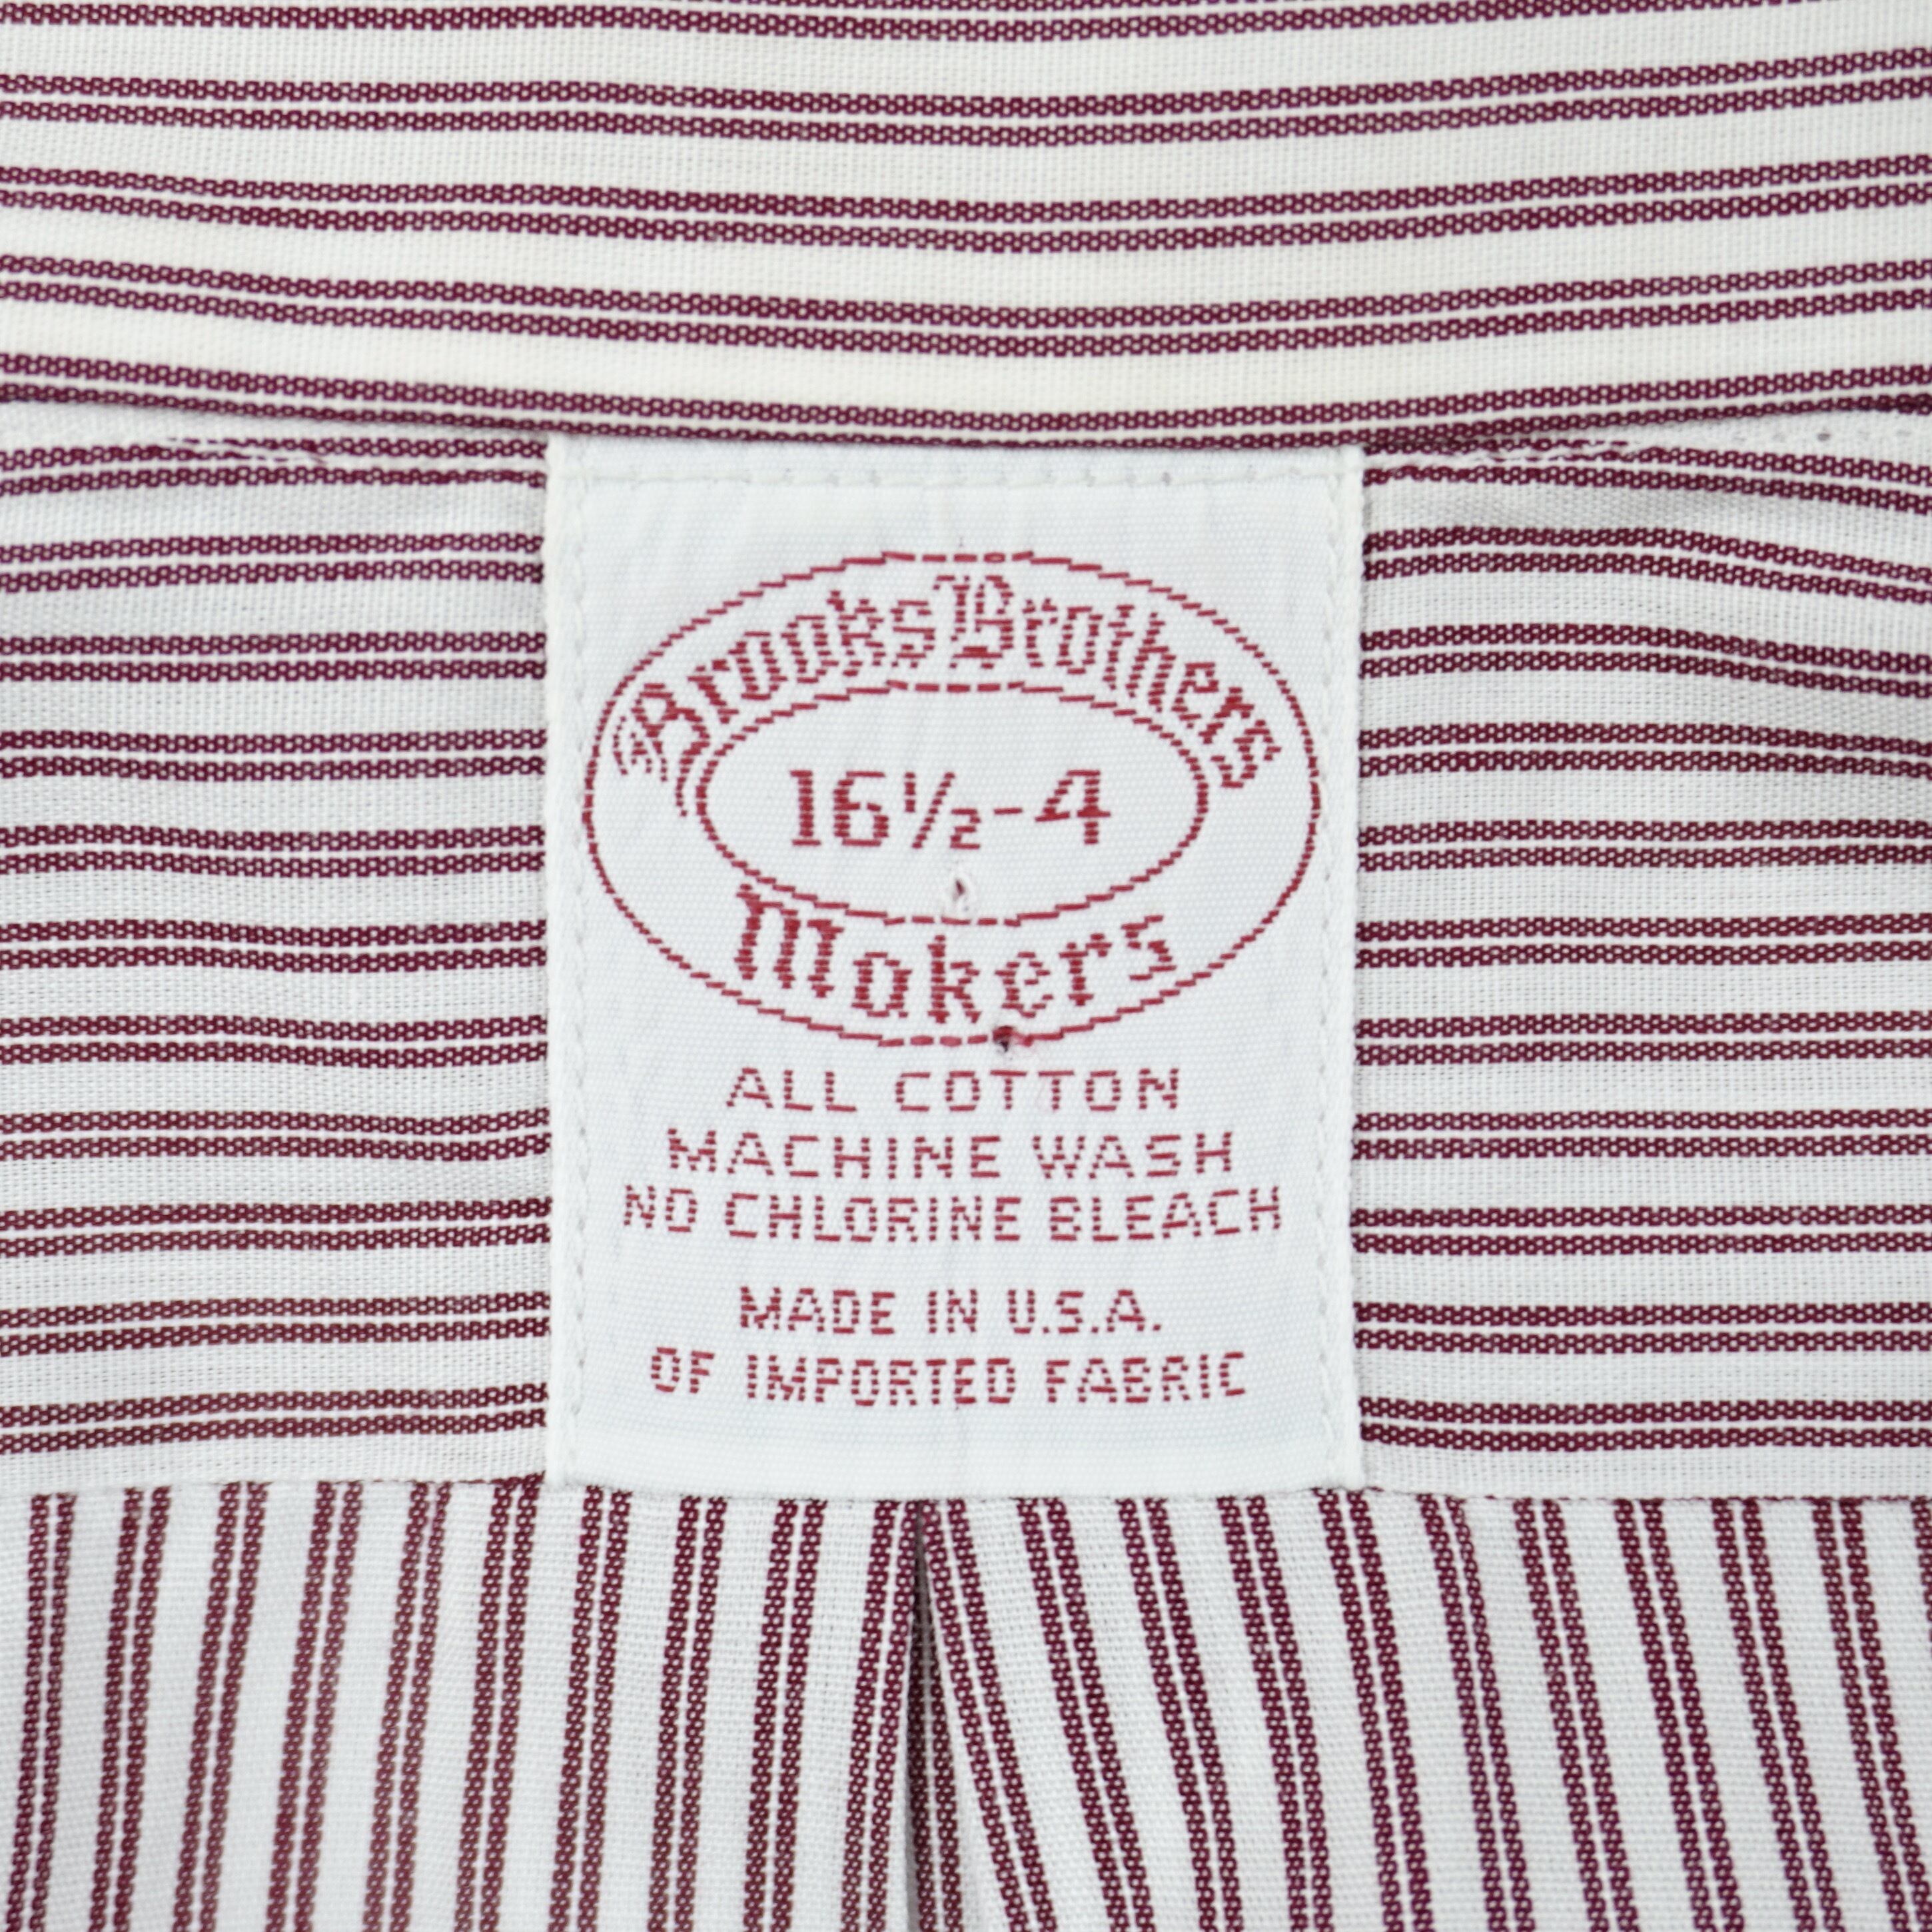 Brooks Brothers
16½-4
Makers
ALL COTTON
MACHINE WASH
NO CHLORINE BLEACH
MADE IN U.S.A.
OF IMPORTED FABRIC